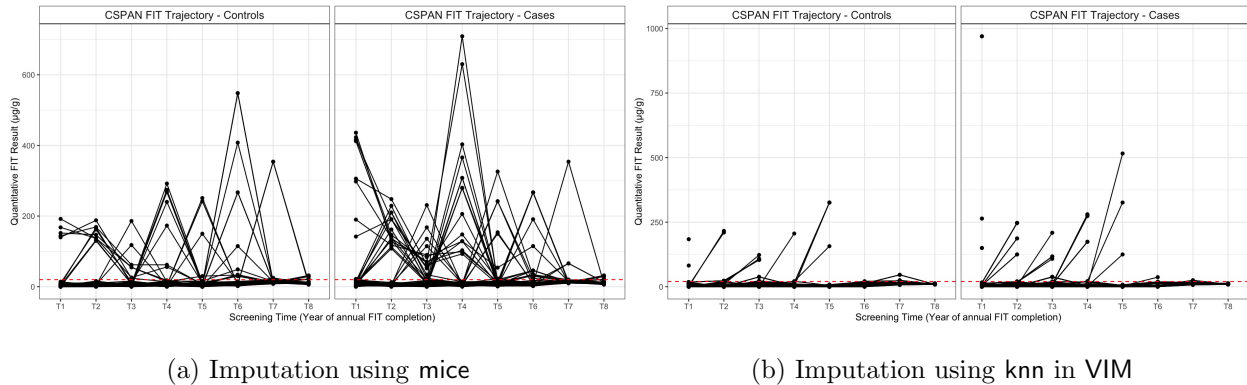 CSPAN FIT Trajectory - Controls
CSPAN FIT Trajectory - Cases
Quantitative FIT Result (μg/g)
600
400
200
0
T1 T2 T3 T4 T5 T6 T7 T8
T1 T2 T3 T4 T5 T6 T7 T8
Screening Time (Year of annual FIT completion)
(a) Imputation using mice
CSPAN FIT Trajectory - Controls
CSPAN FIT Trajectory - Cases
Quantitative FIT Result (μg/g)
1000
750
500
250
0
T1 T2 T3 T4 T5 T6 T7 T8
T1 T2 T3 T4 T5 T6 T7 T8
Screening Time (Year of annual FIT completion)
(b) Imputation using knn in VIM